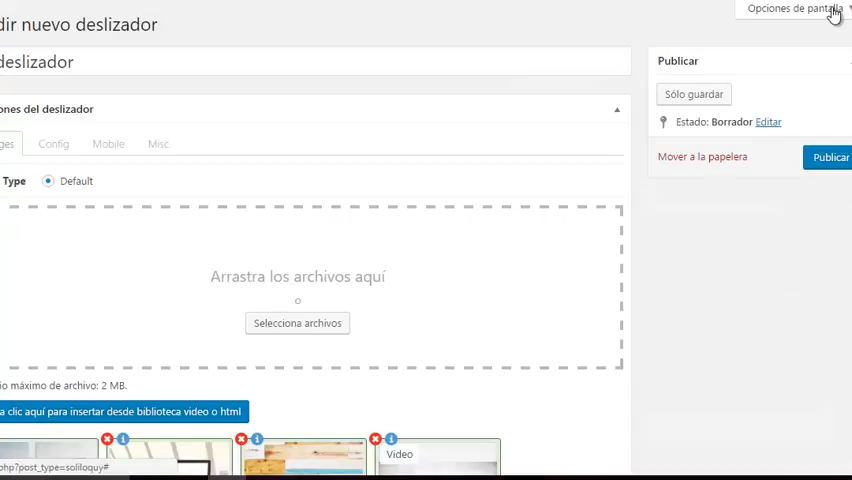 Opciones de pantalla
dir nuevo deslizador
deslizador
Publicar
Sólo guardar
ones del deslizador
Estado: Borrador Editar
ges Config Mobile Misc
Mover a la papelera
Publicar
Type Default
Arrastra los archivos aquí
o
Selecciona archivos
io máximo de archivo: 2 MB.
a clic aquí para insertar desde biblioteca video o html
Video
php?post_type=soliloquy#